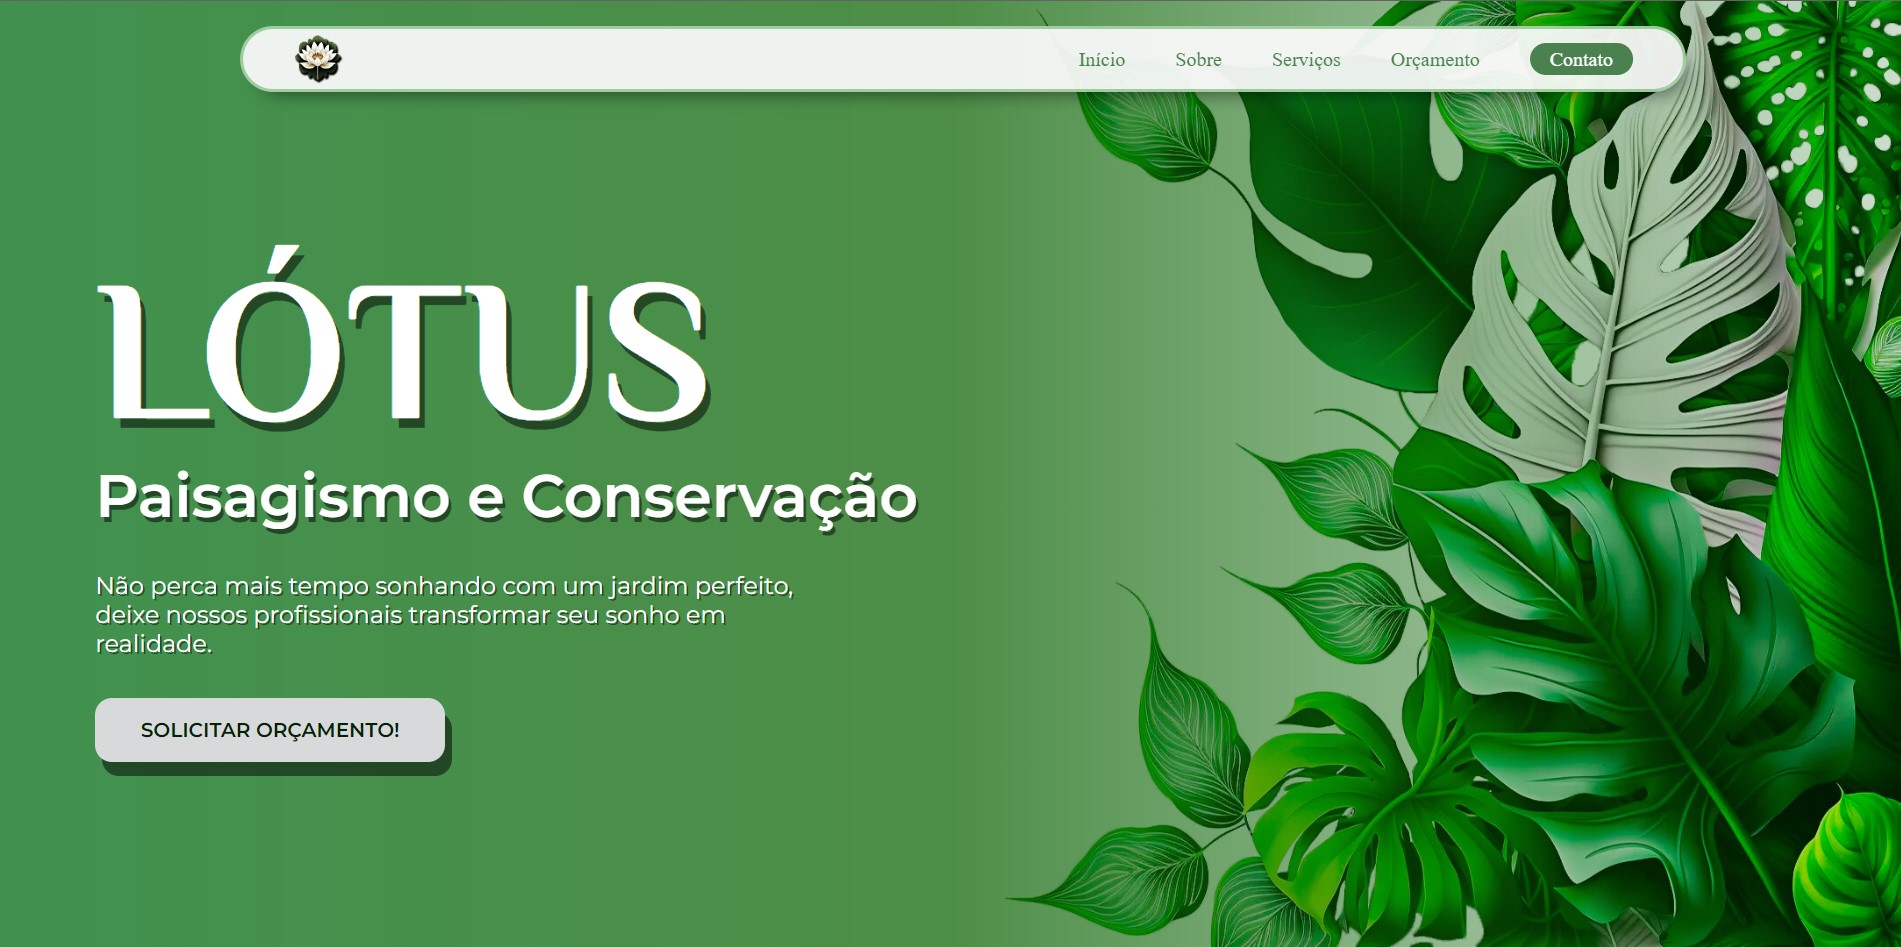 Início Sobre Serviços Orçamento Contato
LÓTUS
Paisagismo e Conservação
Não perca mais tempo sonhando com um jardim perfeito,
deixe nossos profissionais transformar seu sonho em
realidade.
SOLICITAR ORÇAMENTO!